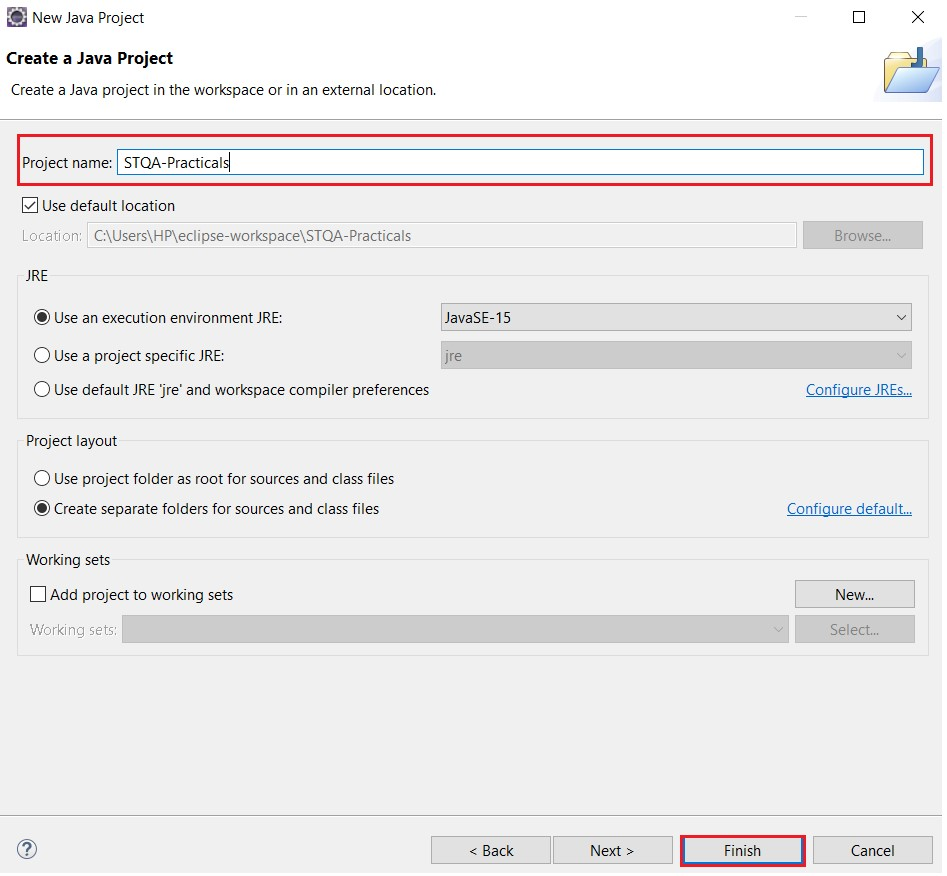 New Java Project
Create a Java Project
Create a Java project in the workspace or in an external location.
Project name: STQA-Practicals
Use default location
Location: C:\Users\HP\eclipse-workspace\STQA-Practicals Browse...
JRE
Use an execution environment JRE: JavaSE-15
Use a project specific JRE: jre
Use default JRE 'jre' and workspace compiler preferences Configure JREs...
Project layout
Use project folder as root for sources and class files
Create separate folders for sources and class files Configure default...
Working sets
Add project to working sets New...
Working sets: Select...
? < Back Next > Finish Cancel